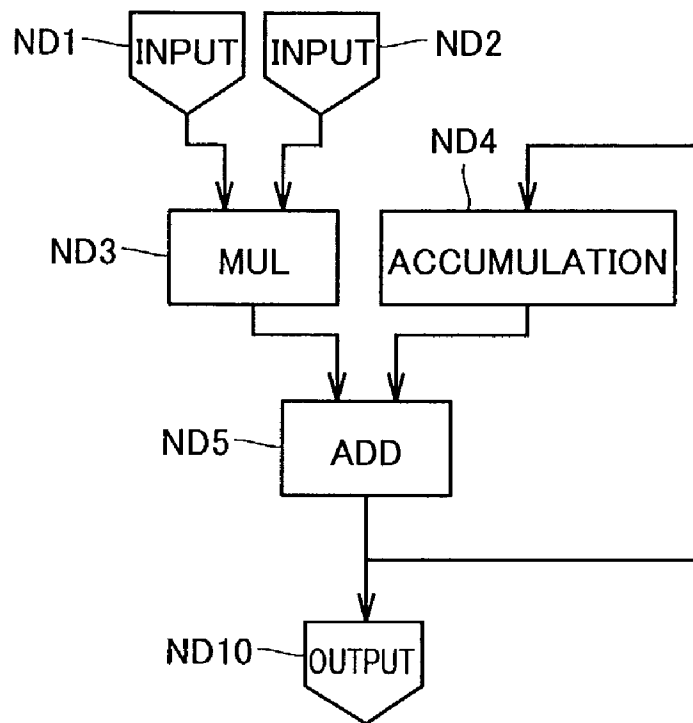 ND1 INPUT INPUT ND2
ND4
ND3 MUL ACCUMULATION
ND5 ADD
ND10 OUTPUT